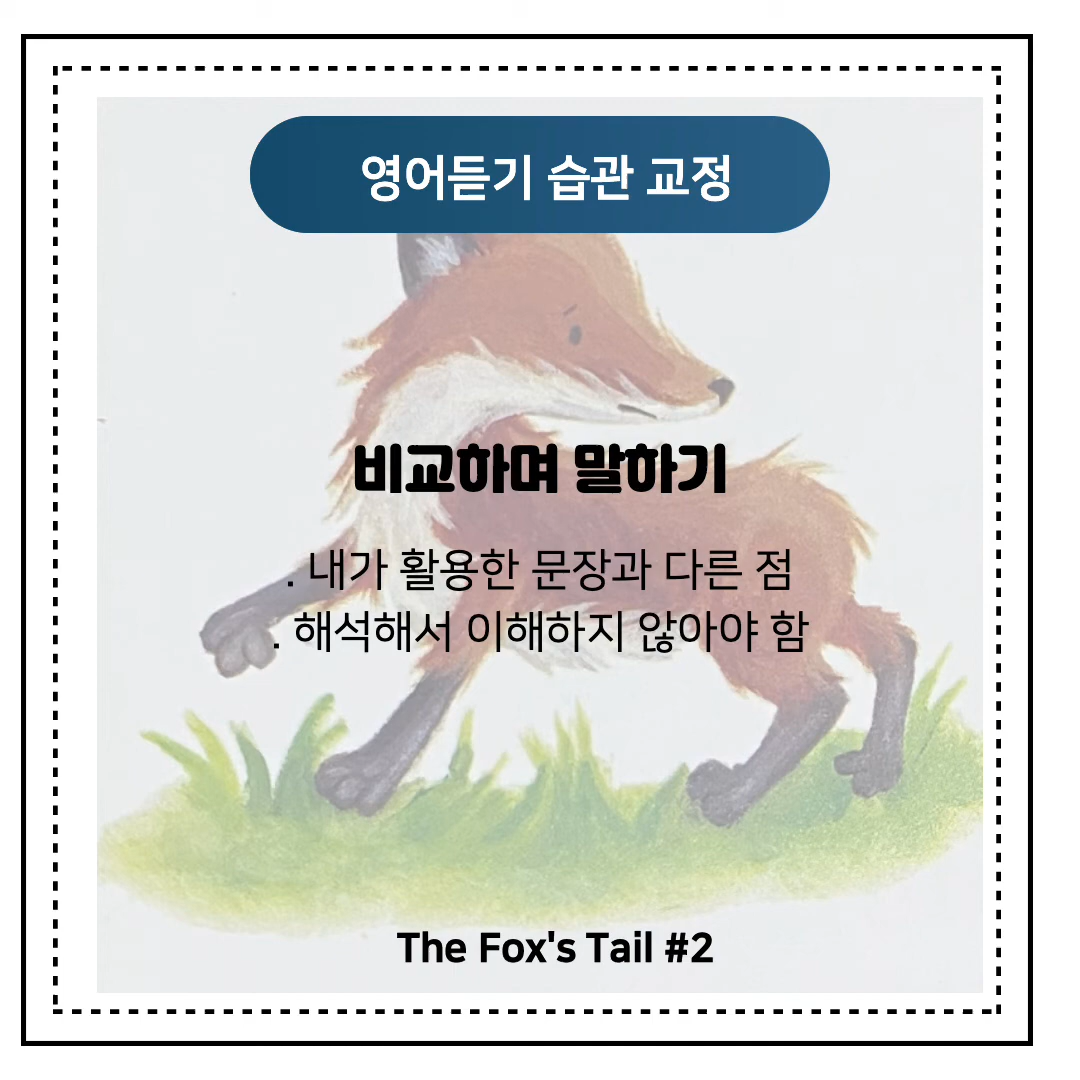 영어듣기 습관 교정
비교하며 말하기
. 내가 활용한 문장과 다른 점
. 해석해서 이해하지 않아야 함
The Fox's Tail #2